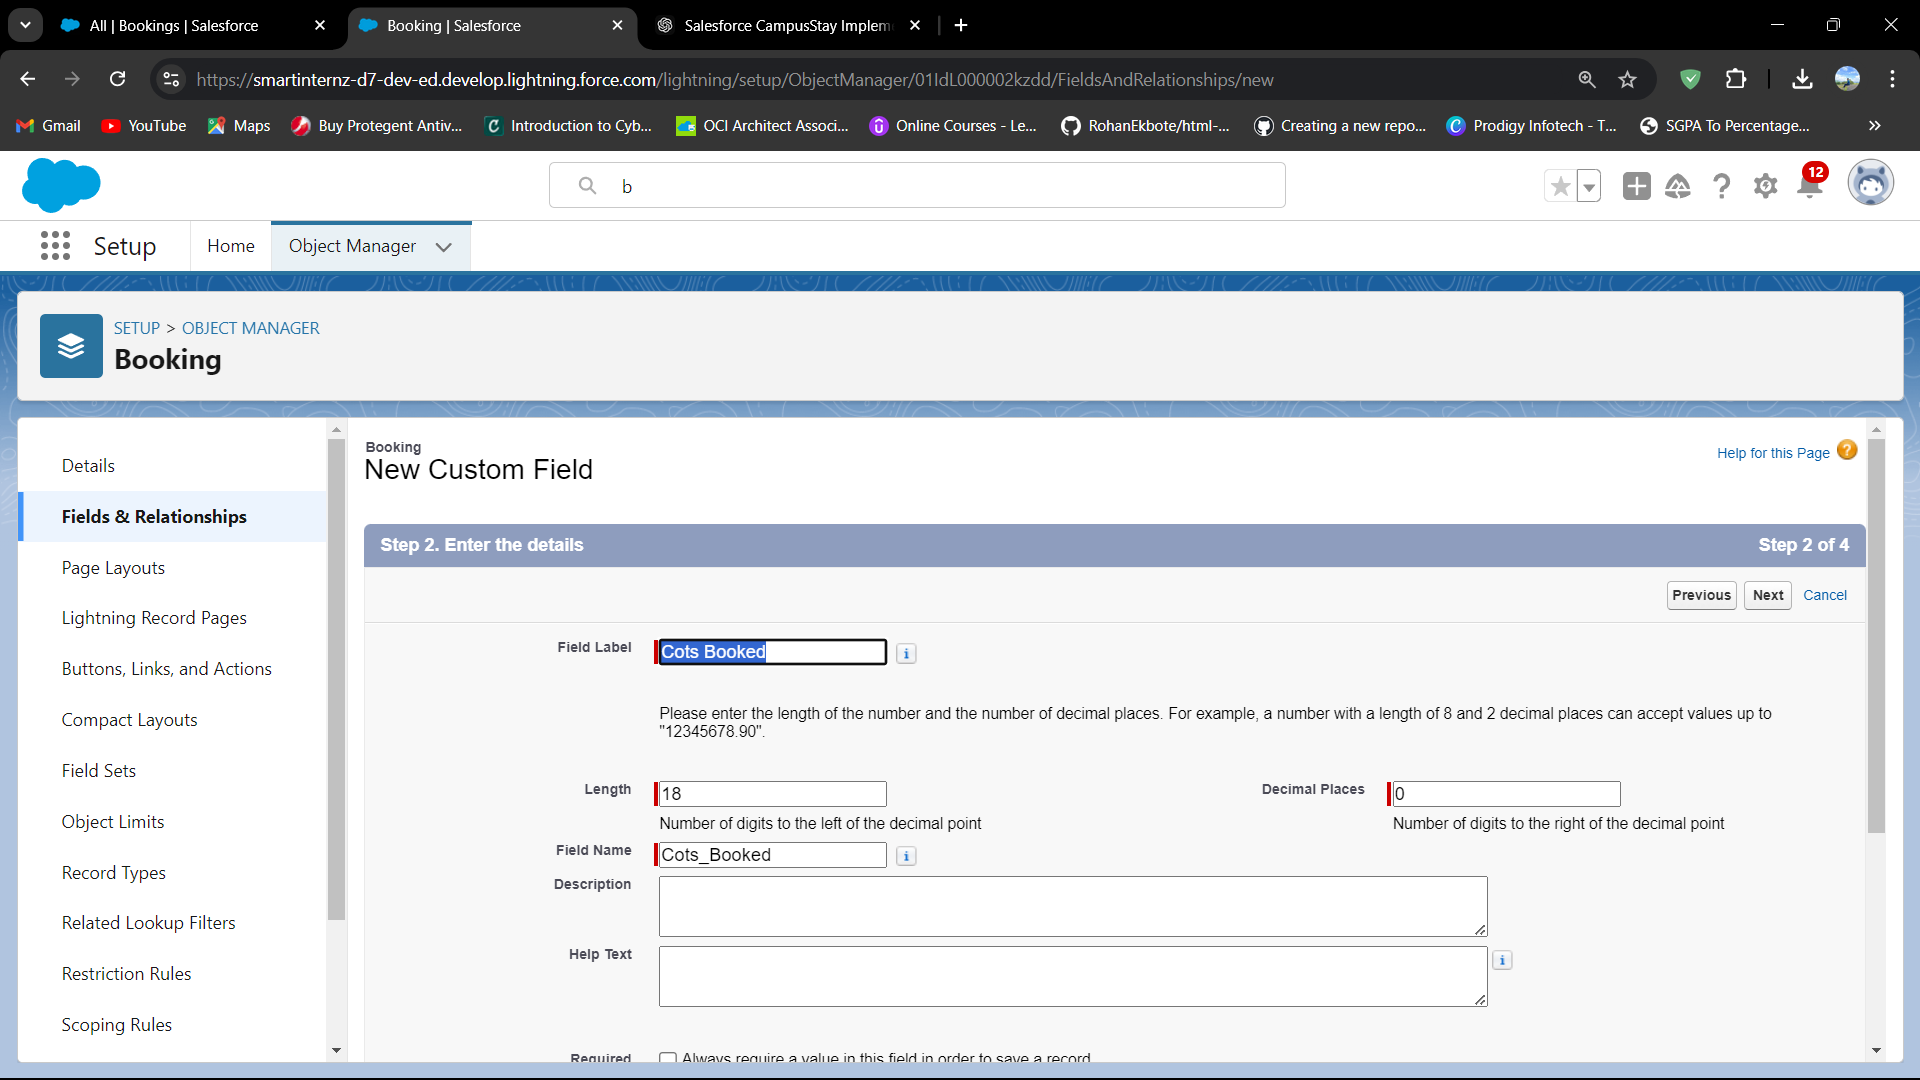 All | Bookings | Salesforce
Booking | Salesforce
Salesforce CampusStay Implem
https://smartinternz-d7-dev-ed.develop.lightning.force.com/lightning/setup/ObjectManager/01IdL000002kzdd/FieldsAndRelationships/new
Gmail
YouTube
Maps
Buy Protegent Antiv...
Introduction to Cyb...
OCI Architect Associ...
Online Courses - Le...
RohanEkbote/html-...
Creating a new repo...
Prodigy Infotech - T...
SGPA To Percentage...
b
12
Setup
Home
Object Manager
SETUP > OBJECT MANAGER
Booking
Details
Fields & Relationships
Page Layouts
Lightning Record Pages
Buttons, Links, and Actions
Compact Layouts
Field Sets
Object Limits
Record Types
Related Lookup Filters
Restriction Rules
Scoping Rules
Booking
New Custom Field
Help for this Page
Step 2. Enter the details
Step 2 of 4
Previous
Next
Cancel
Field Label
Cots Booked
Please enter the length of the number and the number of decimal places. For example, a number with a length of 8 and 2 decimal places can accept values up to
"12345678.90".
Length
18
Decimal Places
0
Number of digits to the left of the decimal point
Number of digits to the right of the decimal point
Field Name
Cots_Booked
Description
Help Text
Required
Always require a value in this field in order to save a record